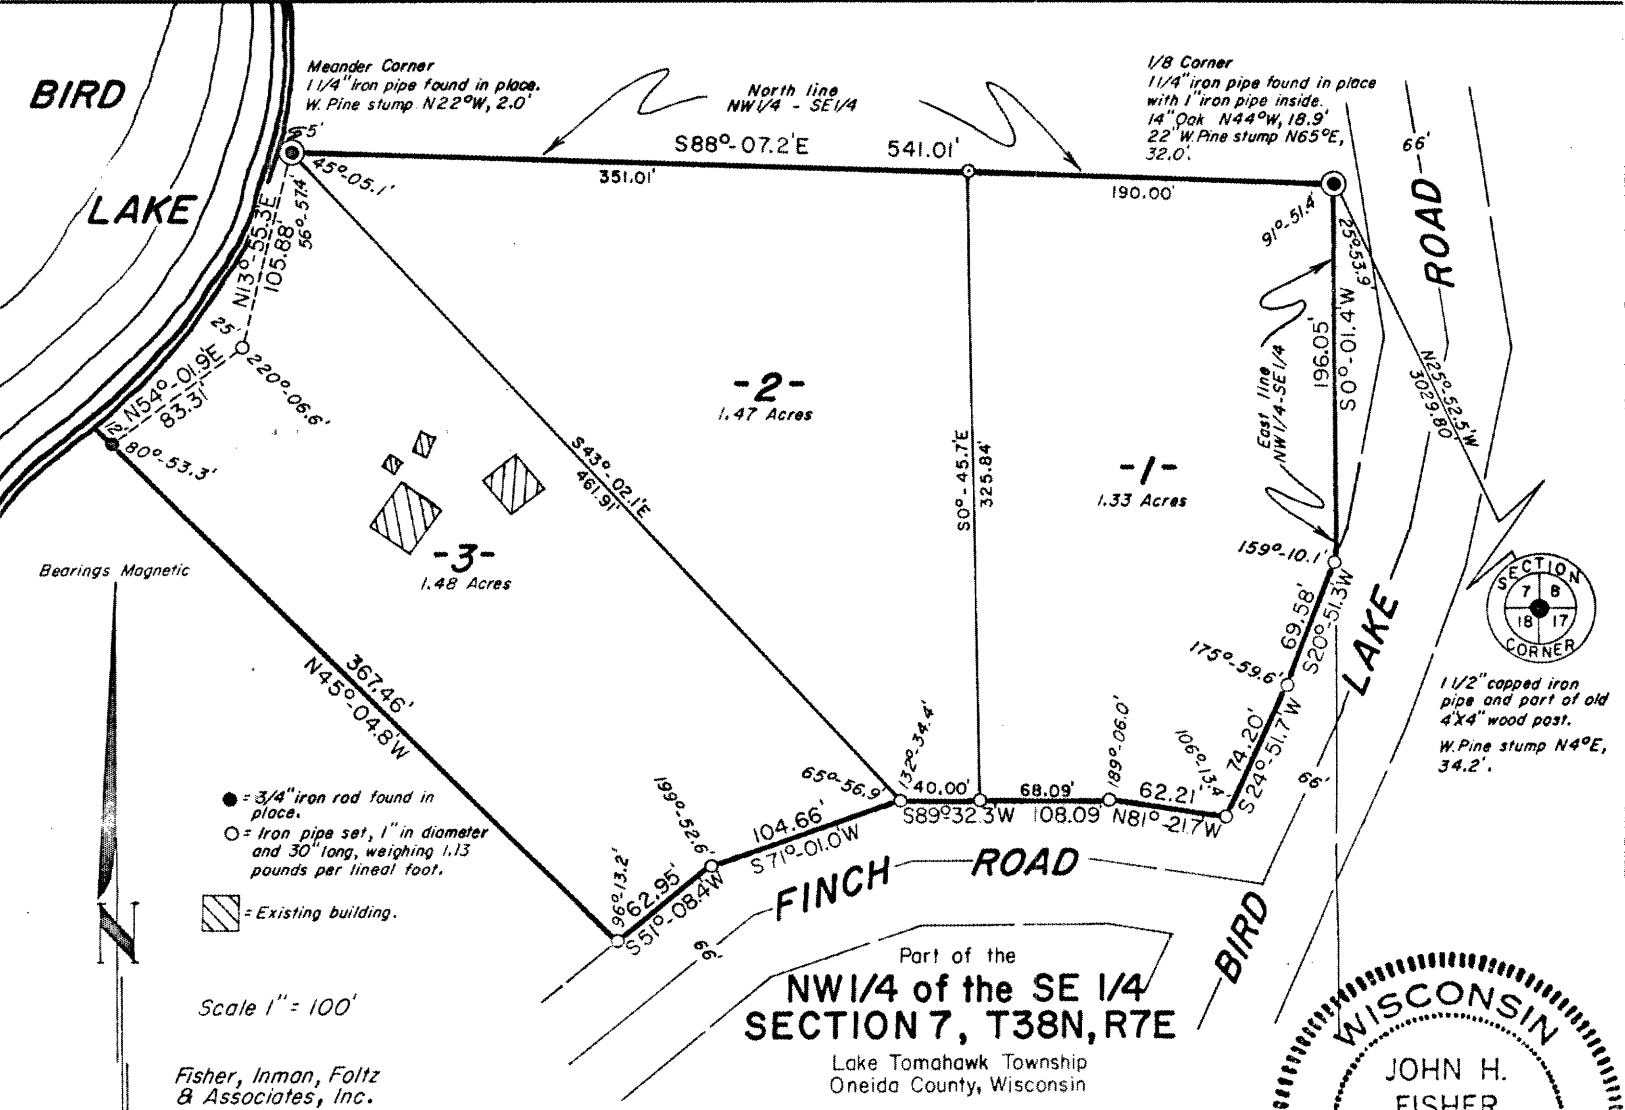 BIRD
LAKE
Meander Corner
1 1/4" iron pipe found in place.
W. Pine stump N22°W, 2.0'
North line
NW1/4 - SE1/4
1/8 Corner
1 1/4" iron pipe found in place
with 1" iron pipe inside.
14" Oak N44°W, 18.9'
22" W. Pine stump N65°E,
32.0'.
S88°-07.2'E 541.01'
351.01'
190.00'
45°-05.1'
56°-57.4'
N13°-55.3'E
105.88'
25'
N54°-01.9'E
83.31'
220°-06.6'
80°-53.3'
91°-51.4'
25°-53.9'
66'
ROAD
196.05'
S0°-01.4'W
East line
NW1/4-SE1/4
N25°-52.5'W
3029.80'
-2-
1.47 Acres
S43°-02.1'E
461.91'
S0°-45.7'E
325.84'
-1-
1.33 Acres
-3-
1.48 Acres
159°-10.1'
69.58'
S20°-51.3'W
175°-59.6'
74.20'
S24°-51.7'W
106°-13.4'
LAKE
66'
BIRD
SECTION
7 8
18 17
CORNER
1 1/2" capped iron
pipe and part of old
4"X4" wood post.
W. Pine stump N4°E,
34.2'.
Bearings Magnetic
N
367.46'
N45°-04.8'W
65°-56.9'
132°-34.4'
40.00'
68.09'
S89°32.3'W 108.09'
189°-06.0'
62.21'
N81°-21.7'W
199°-52.6'
104.66'
S71°-01.0'W
96°-13.2'
62.95'
S51°-08.4'W
FINCH ROAD
66'
= 3/4" iron rod found in
place.
= Iron pipe set, 1" in diameter
and 30" long, weighing 1.13
pounds per lineal foot.
= Existing building.
Scale 1" = 100'
Fisher, Inman, Foltz
& Associates, Inc.
Part of the
NW1/4 of the SE 1/4
SECTION 7, T38N, R7E
Lake Tomahawk Township
Oneida County, Wisconsin
WISCONSIN
JOHN H.
FISHER